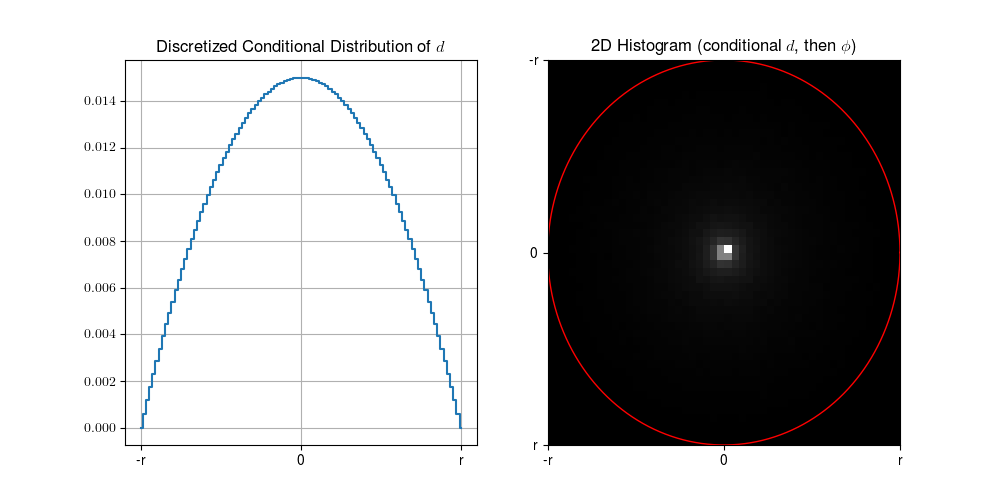 Discretized Conditional Distribution of d
0.014
0.012
0.010
0.008
0.006
0.004
0.002
0.000
-r 0 r
2D Histogram (conditional d, then ϕ)
-r
0
r
-r 0 r